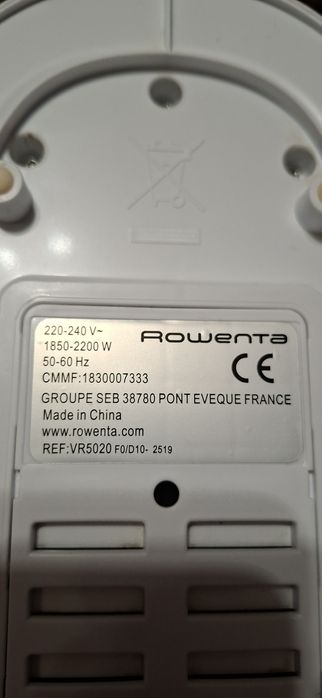 220-240 V~
Rowenta
1850-2200 W
50-60 Hz
CE
CMMF:1830007333
GROUPE SEB 38780 PONT EVEQUE FRANCE
Made in China
www.rowenta.com
REF:VR5020 F0/D10- 2519